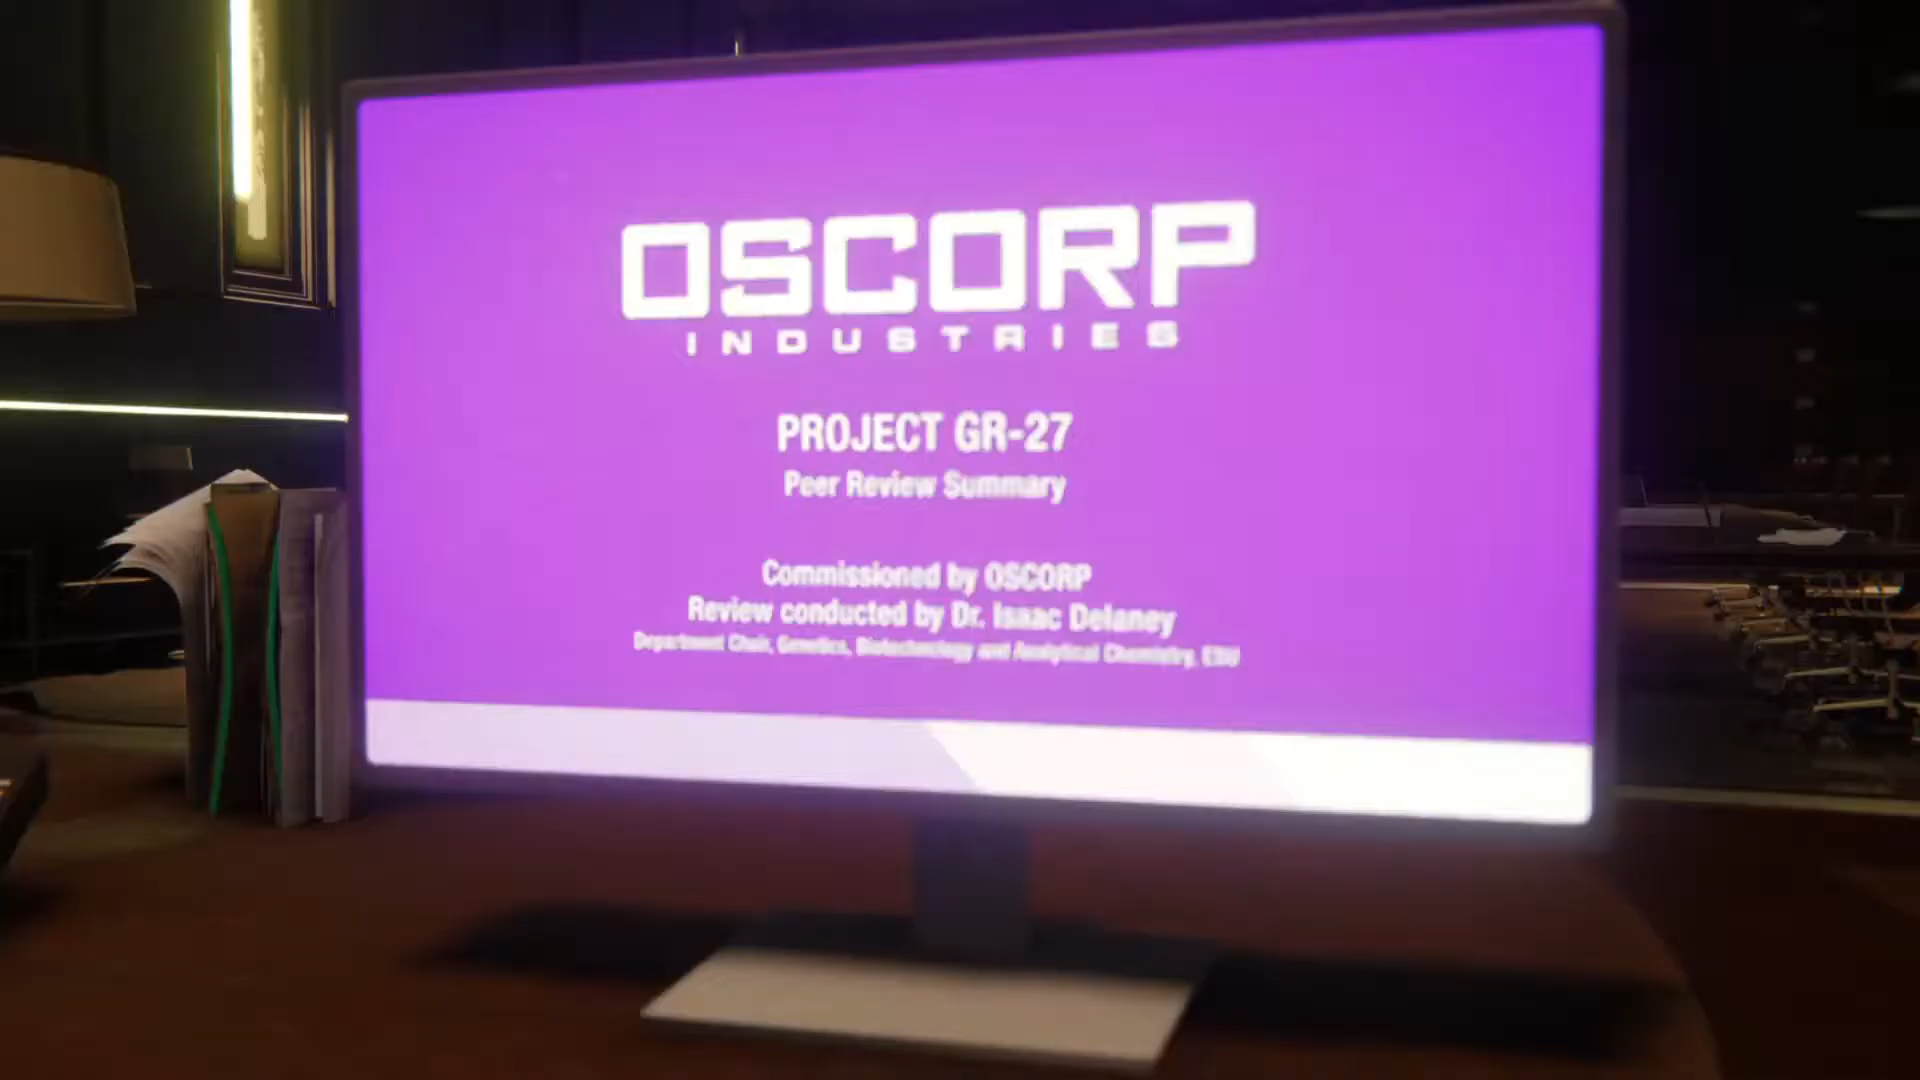 OSCORP
INDUSTRIES
PROJECT GR-27
Peer Review Summary
Commissioned by OSCORP
Review conducted by Dr. Isaac Delaney
Department Chair, Genetics, Biotechnology and Analytical Chemistry, ESU